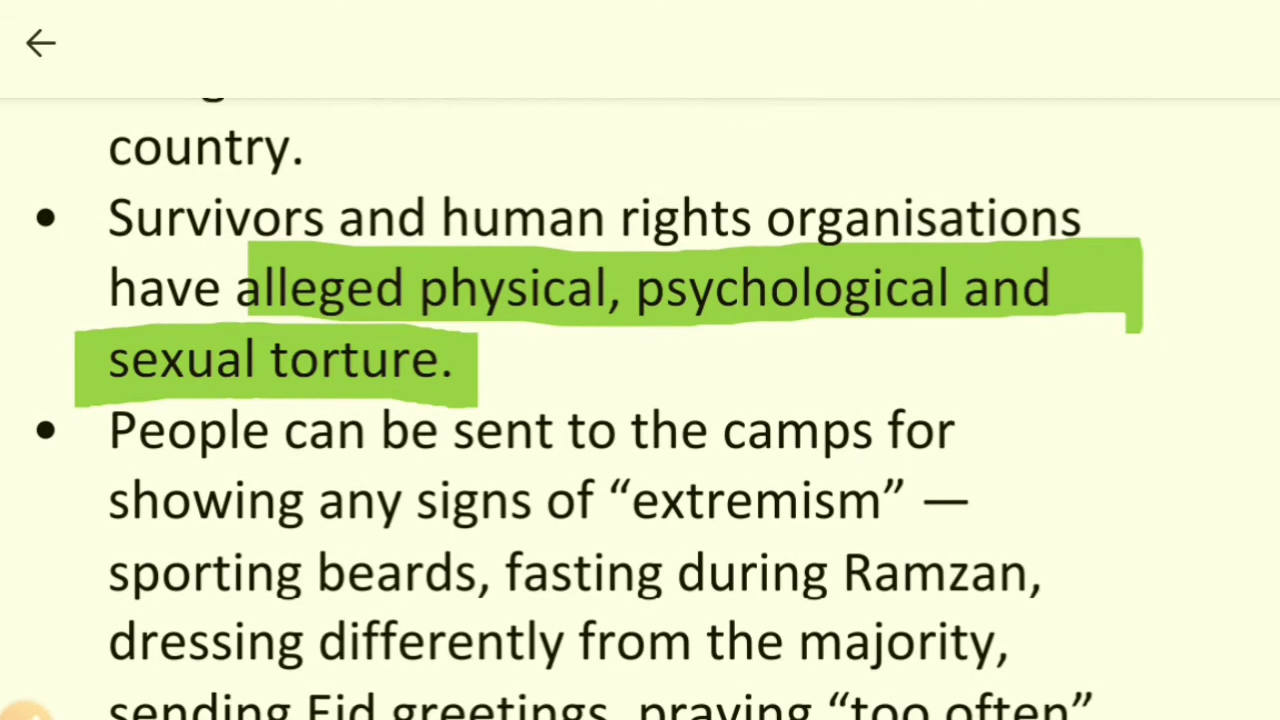 country.
• Survivors and human rights organisations
have alleged physical, psychological and
sexual torture.
• People can be sent to the camps for
showing any signs of “extremism” —
sporting beards, fasting during Ramzan,
dressing differently from the majority,
sending Eid greetings, praying “too often”